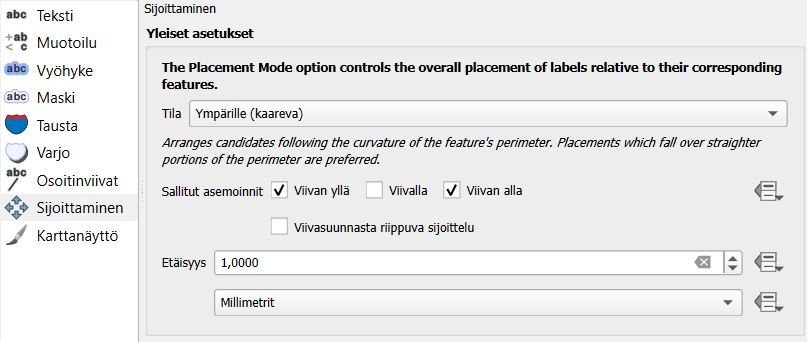 abc Teksti
+ab < c Muotoilu
abc Vyöhyke
abc Maski
Tausta
Varjo
abc Osoitinviivat
Sijoittaminen
Karttanäyttö
Sijoittaminen
Yleiset asetukset
The Placement Mode option controls the overall placement of labels relative to their corresponding
features.
Tila Ympärille (kaareva)
Arranges candidates following the curvature of the feature's perimeter. Placements which fall over straighter
portions of the perimeter are preferred.
Sallitut asemoinnit Viivan yllä Viivalla Viivan alla
Viivasuunnasta riippuva sijoittelu
Etäisyys 1,0000
Millimetrit